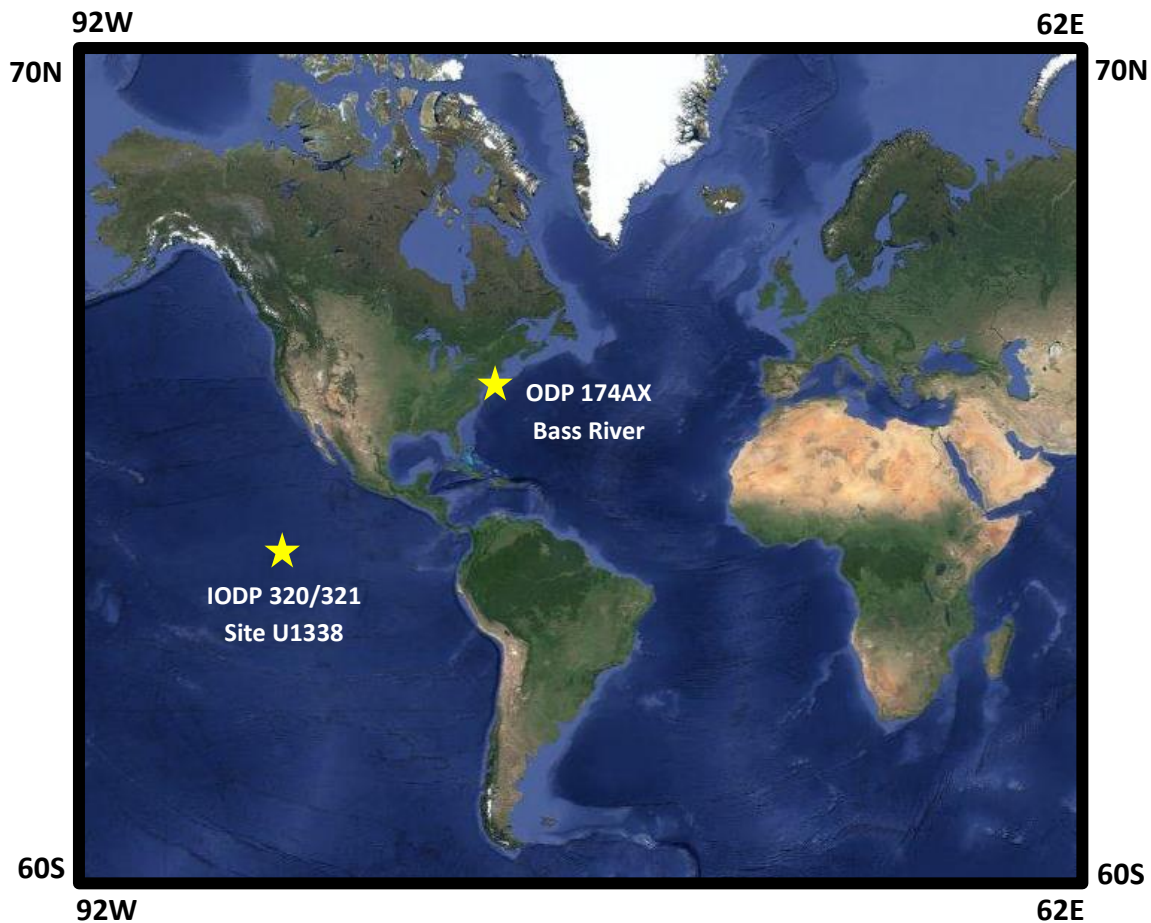 92W
62E
70N
70N
ODP 174AX
Bass River
IODP 320/321
Site U1338
60S
60S
92W
62E